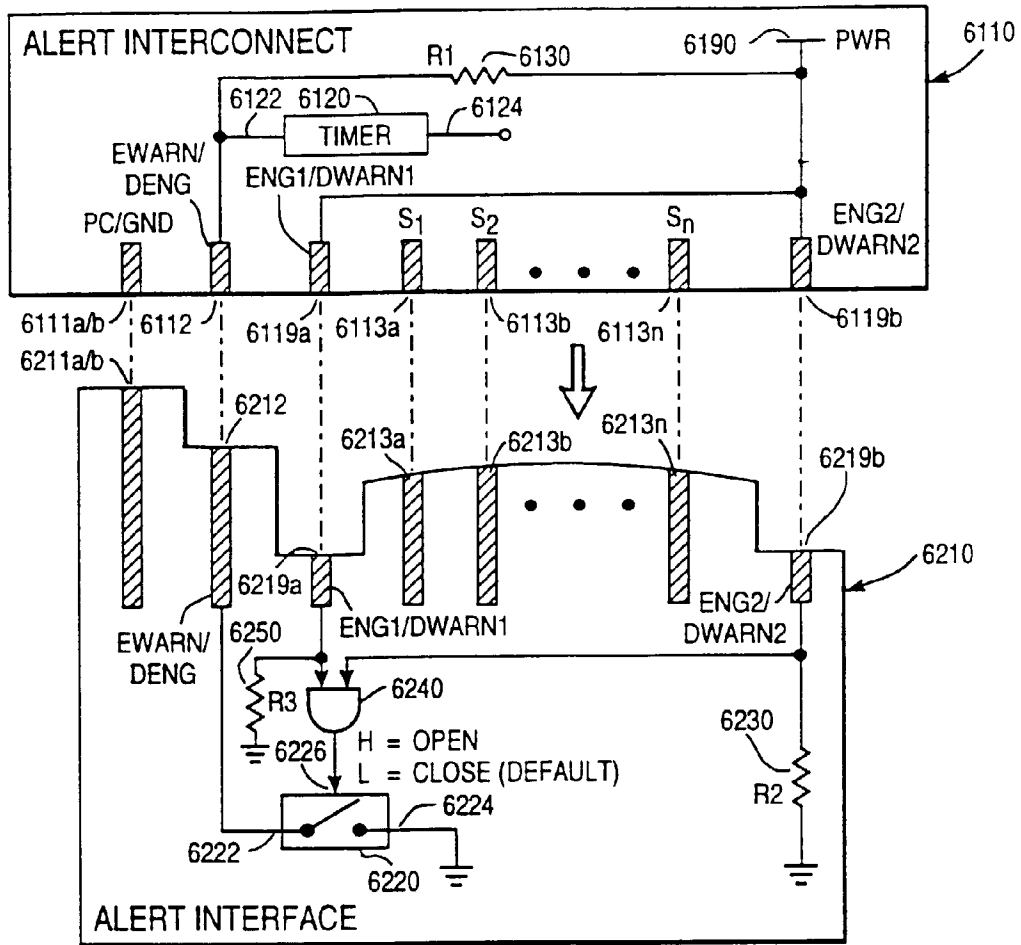 ALERT INTERCONNECT
6190
PWR
6110
R1
6130
6122
6120
6124
TIMER
EWARN/
DENG
ENG1/DWARN1
PC/GND
S1
S2
Sn
ENG2/
DWARN2
6111a/b
6112
6119a
6113a
6113b
6113n
6119b
6211a/b
6212
6213a
6213b
6213n
6219b
6219a
6210
EWARN/
DENG
ENG1/DWARN1
ENG2/
DWARN2
6250
R3
6240
6230
R2
6226
H = OPEN
L = CLOSE (DEFAULT)
6224
6222
6220
ALERT INTERFACE